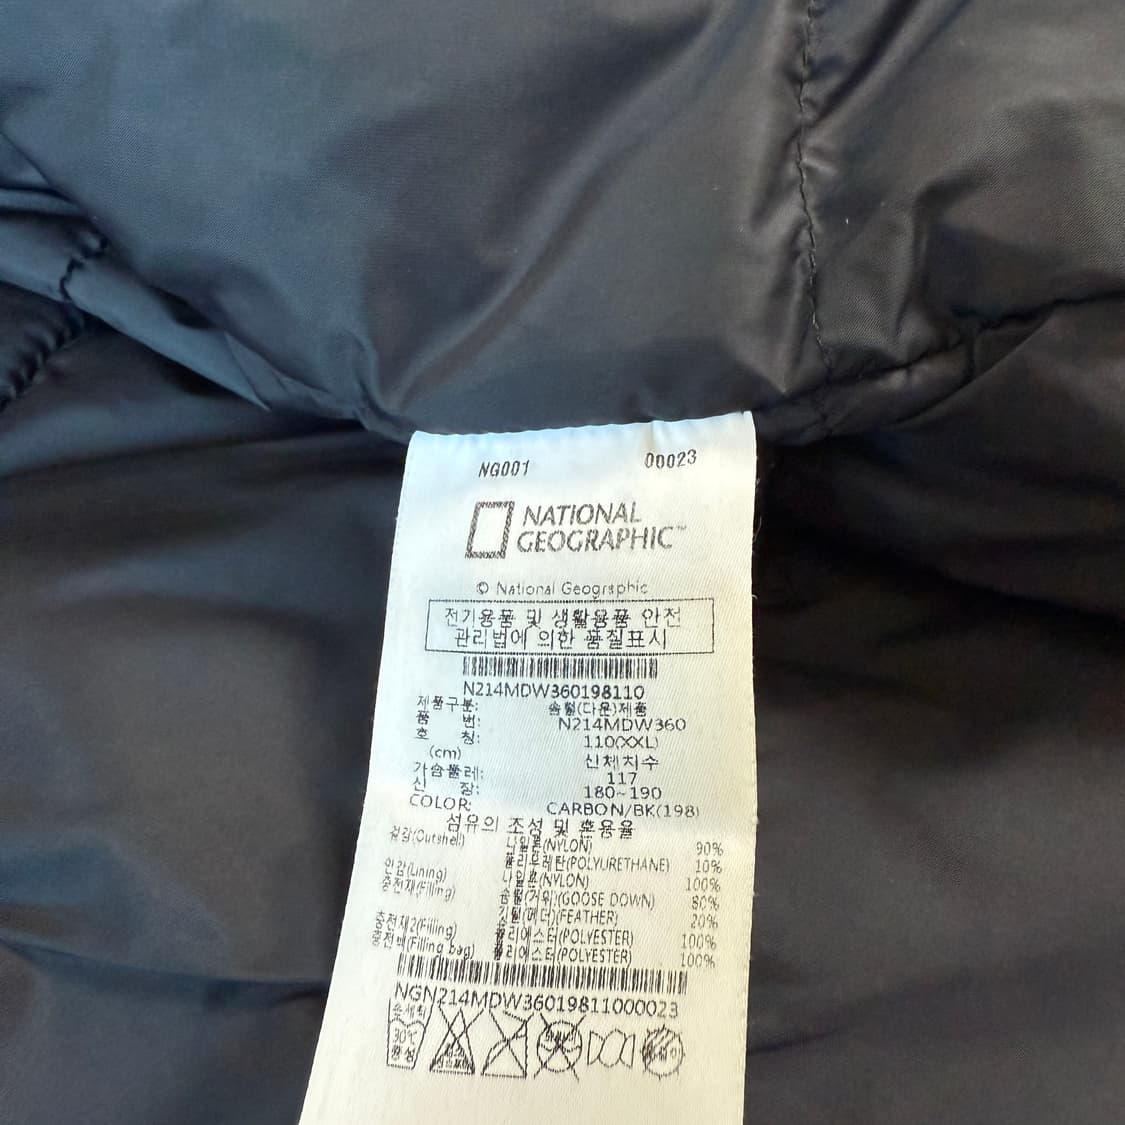 NG001 00023
NATIONAL
GEOGRAPHIC™
© National Geographic
전기용품 및 생활용품 안전
관리법에 의한 품질표시
N214MDW360198110
제품구분: 솜털(다운)제품
품 번: N214MDW360
호 칭: 110(XXL)
(cm) 신체치수
가슴둘레: 117
신 장: 180~190
COLOR: CARBON/BK(198)
섬유의 조성 및 혼용율
겉감(Outshell) 나일론(NYLON) 90%
폴리우레탄(POLYURETHANE) 10%
안감(Lining) 나일론(NYLON) 100%
충전재(Filling) 솜털(거위)(GOOSE DOWN) 80%
기털(페더)(FEATHER) 20%
충전재2(Filling) 폴리에스터(POLYESTER) 100%
충전백(Filling bag) 폴리에스터(POLYESTER) 100%
NGN214MDW36019811000023
손세탁
30℃
중성